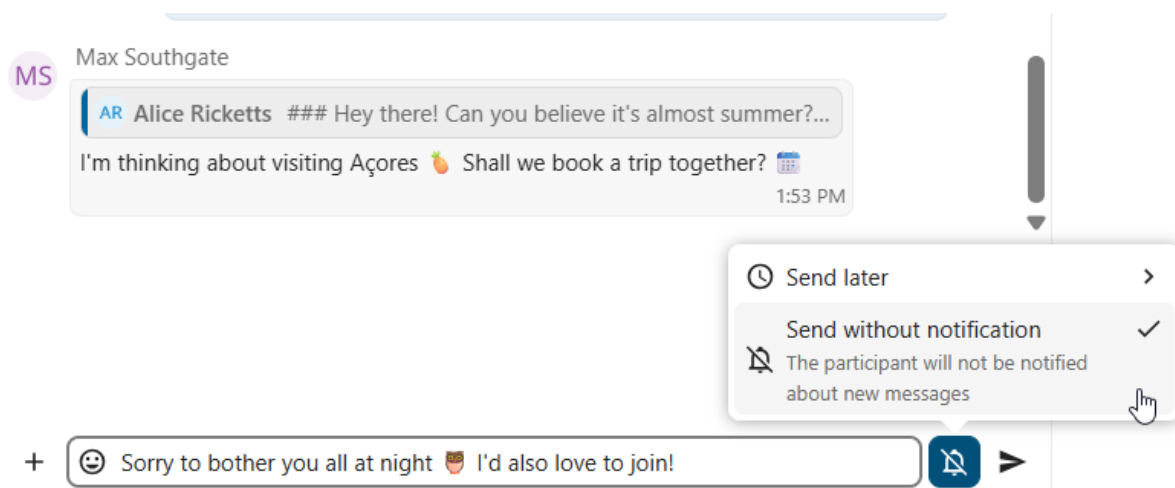 Max Southgate
MS
AR Alice Ricketts ### Hey there! Can you believe it's almost summer?...
I'm thinking about visiting Açores 🍍 Shall we book a trip together? 🗓️
1:53 PM
Send later
Send without notification
The participant will not be notified
about new messages
Sorry to bother you all at night 🦉 I'd also love to join!